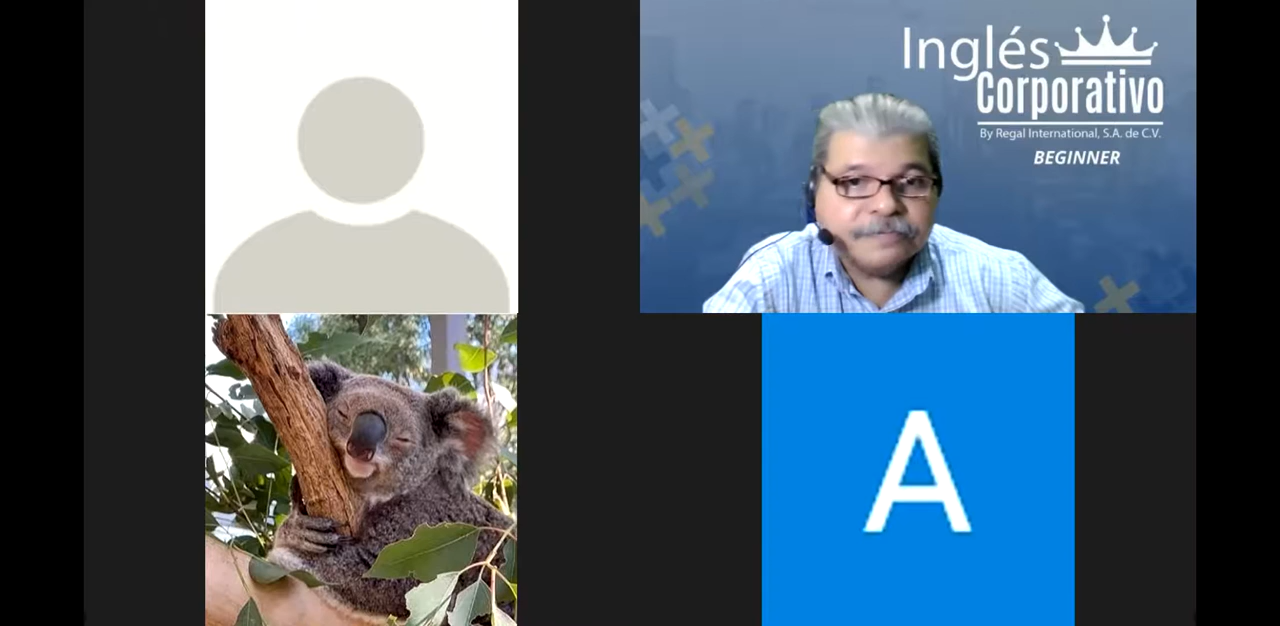 Inglés
Corporativo
By Regal International, S.A. de C.V.
BEGINNER
A